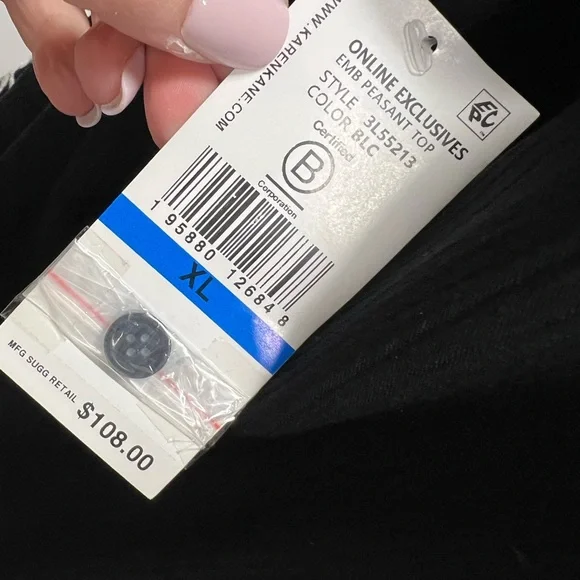 WWW.KARENKANE.COM
ONLINE EXCLUSIVES
EMB PEASANT TOP
STYLE 3L55213
COLOR BLC
Certified
B
Corporation
1 95880 12684 8
XL
MFG SUGG RETAIL
$108.00